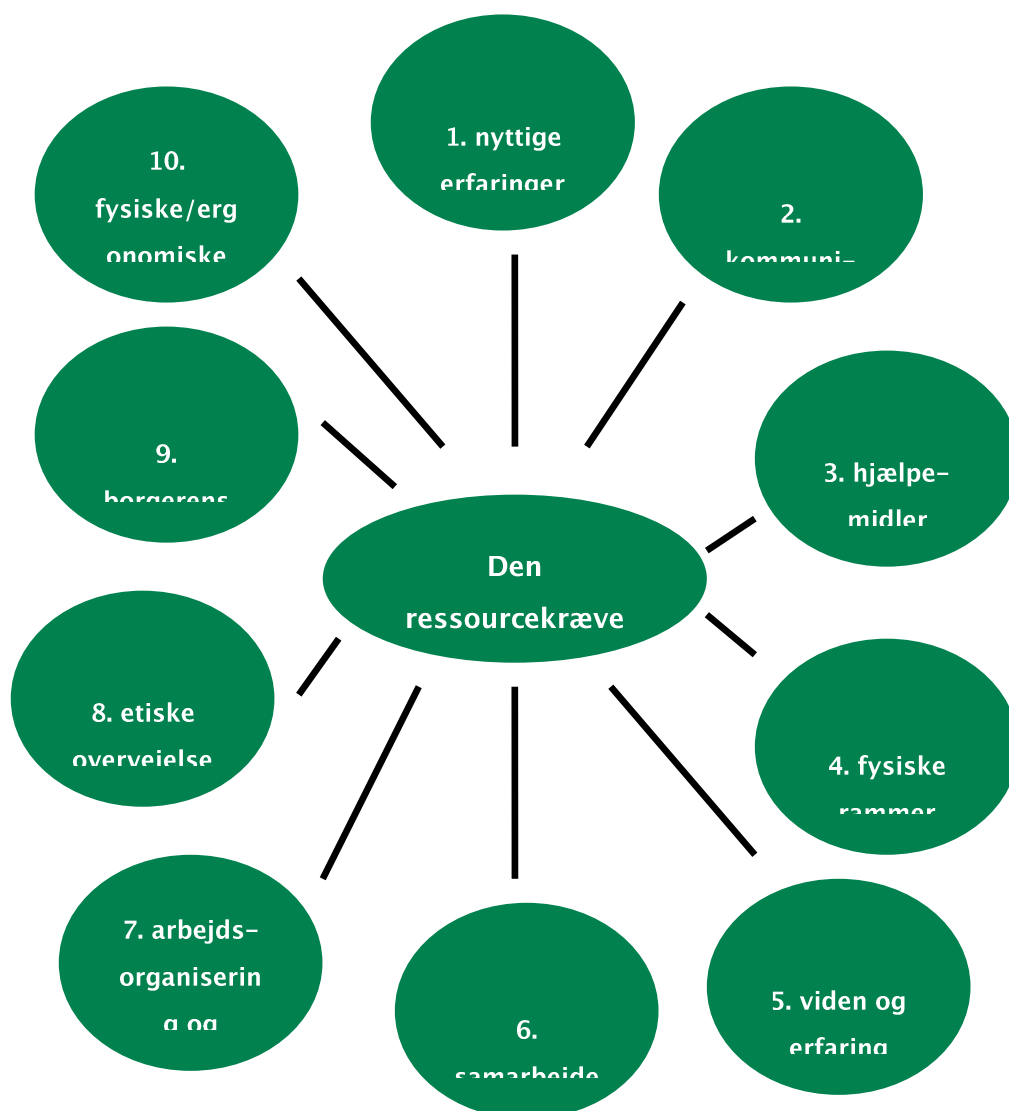 1. nyttige
erfaringer
2.
kommuni-
3. hjælpe-
midler
4. fysiske
rammer
5. viden og
erfaring
6.
samarbejde
7. arbejds-
organiserin
g og
8. etiske
overvejelse
9.
borgerens
10.
fysiske/erg
onomiske
Den
ressourcekræve